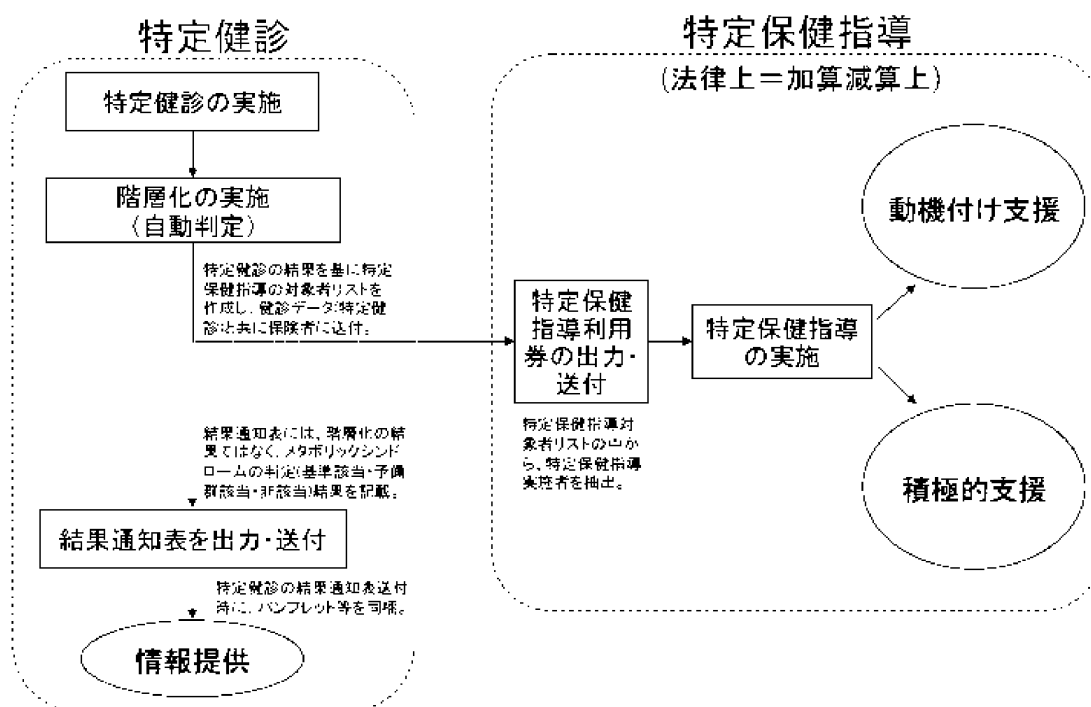 特定健診
特定健診の実施
階層化の実施
（自動判定）
特定健診の結果を基に特定
保健指導の対象者リストを
作成し、健診データ(特定健
診)と共に保険者に送付。
結果通知表には、階層化の結
果ではなく、メタボリックシンド
ロームの判定(基準該当・予備
群該当・非該当)結果を記載。
結果通知表を出力・送付
特定健診の結果通知表送付
時に、パンフレット等を同梱。
情報提供
特定保健指導
(法律上＝加算減算上)
特定保健
指導利用
券の出力・
送付
特定保健指導対
象者リストの中か
ら、特定保健指導
実施者を抽出。
特定保健指導
の実施
動機付け支援
積極的支援